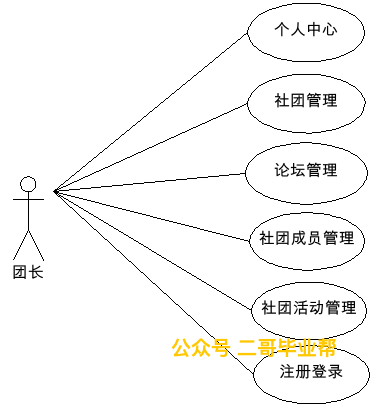 个人中心
社团管理
论坛管理
社团成员管理
团长
社团活动管理
公众号 二哥毕业帮
注册登录